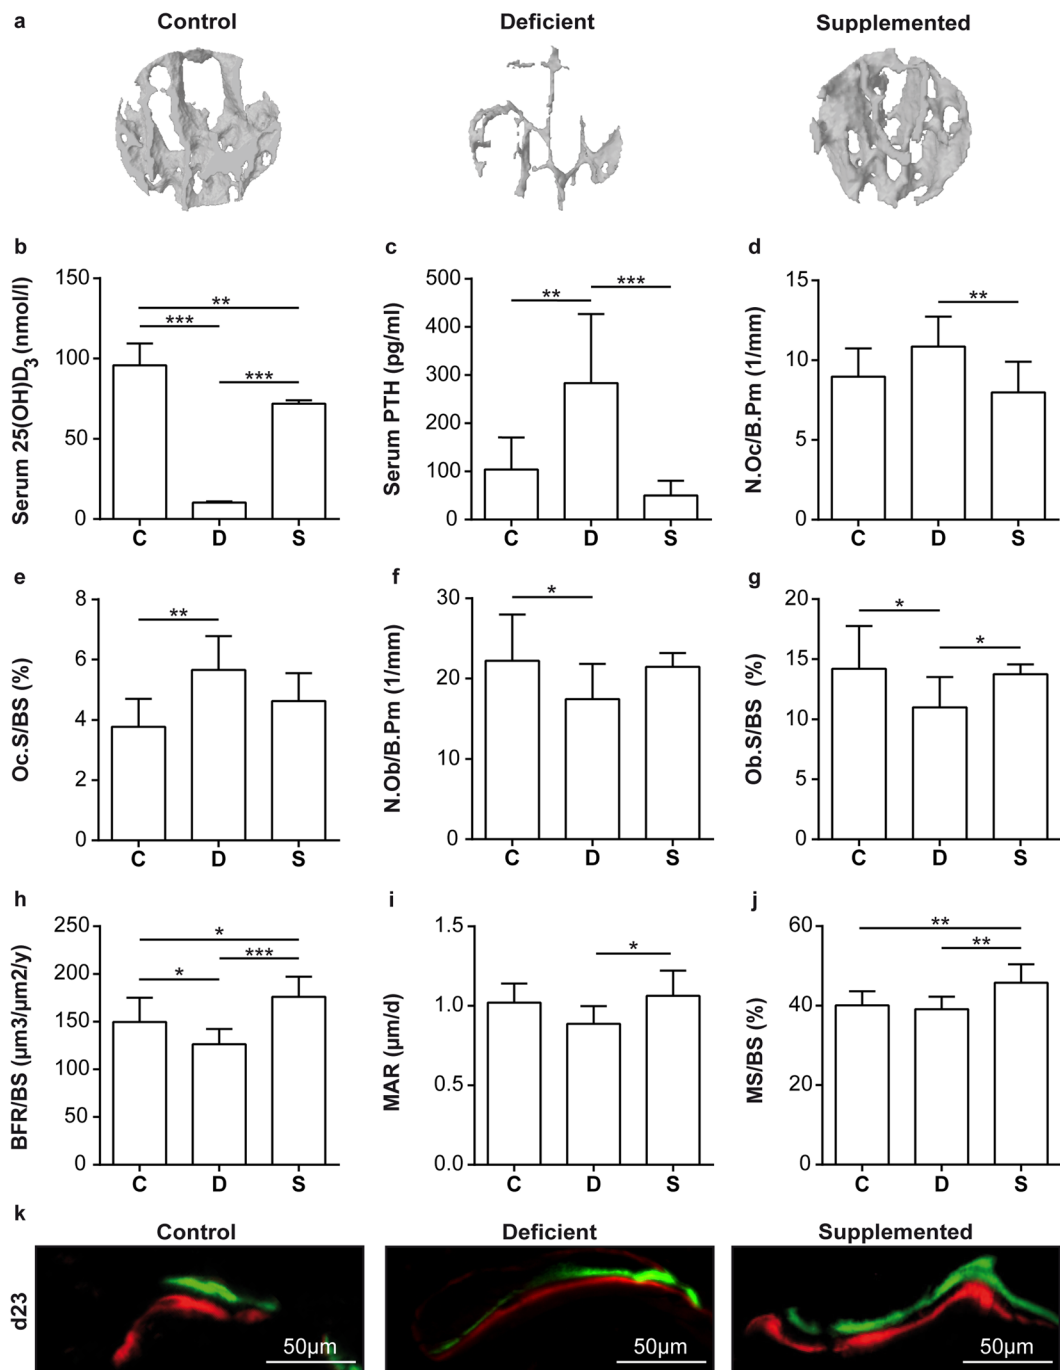 a Control Deficient Supplemented
b c d
Serum 25(OH)D3 (nmol/l)
150
100
50
0
** 
***
***
C D S
Serum PTH (pg/ml)
500
400
300
200
100
0
**
***
C D S
N.Oc/B.Pm (1/mm)
15
10
5
0
**
C D S
e f g
Oc.S/BS (%)
8
6
4
2
0
**
C D S
N.Ob/B.Pm (1/mm)
30
20
10
0
*
C D S
Ob.S/BS (%)
20
15
10
5
0
*
*
C D S
h i j
BFR/BS (µm3/µm2/y)
250
200
150
100
50
0
*
*
***
C D S
MAR (µm/d)
1.5
1.0
0.5
0.0
*
C D S
MS/BS (%)
60
40
20
0
**
**
C D S
k
Control Deficient Supplemented
d23
50µm 50µm 50µm